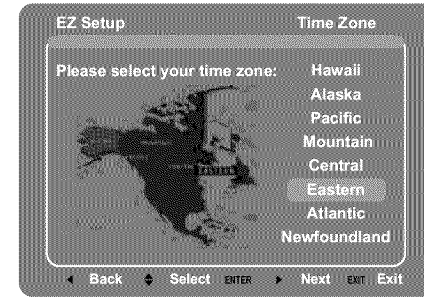 EZ Setup Time Zone
Please select your time zone:
Hawaii
Alaska
Pacific
Mountain
Central
Eastern
Atlantic
Newfoundland
EASTERN
Back Select ENTER Next EXIT Exit